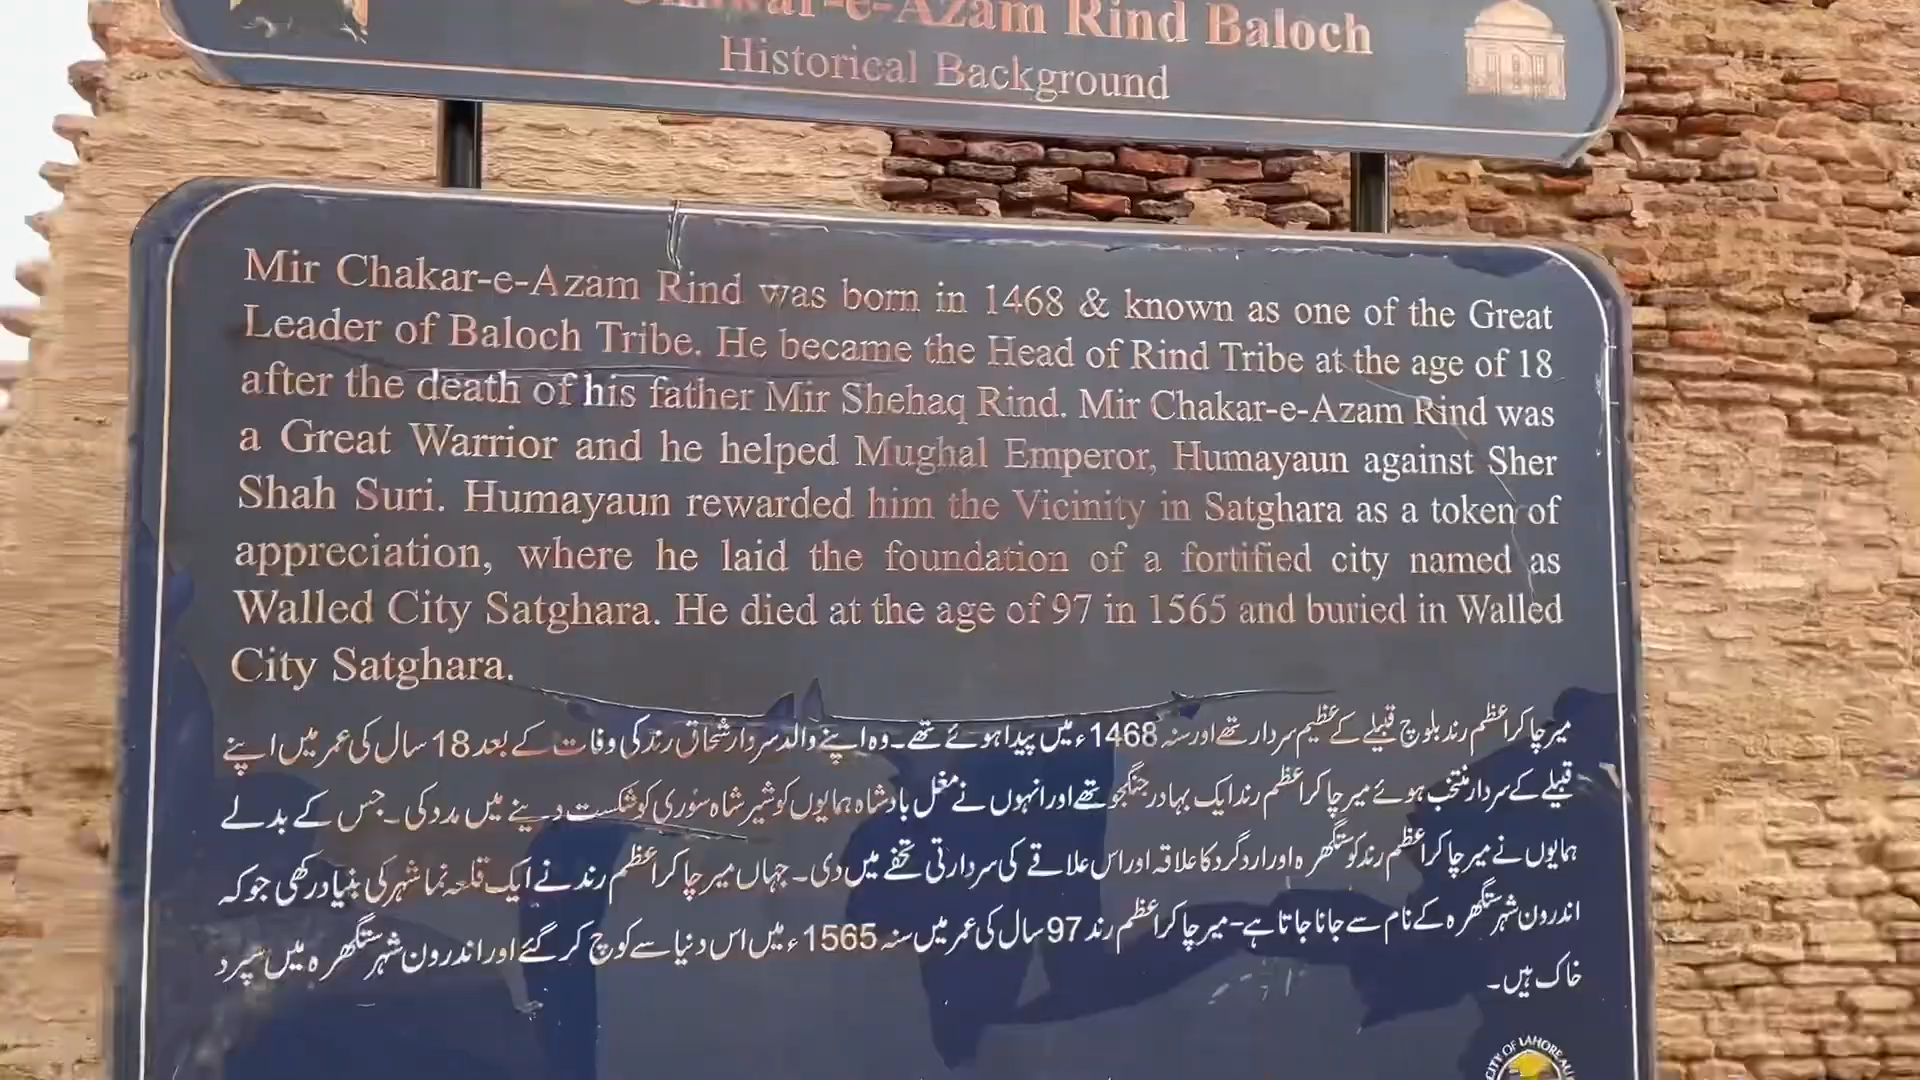 Chakar-e-Azam Rind Baloch
Historical Background
Mir Chakar-e-Azam Rind was born in 1468 & known as one of the Great
Leader of Baloch Tribe. He became the Head of Rind Tribe at the age of 18
after the death of his father Mir Shehaq Rind. Mir Chakar-e-Azam Rind was
a Great Warrior and he helped Mughal Emperor, Humayaun against Sher
Shah Suri. Humayaun rewarded him the Vicinity in Satghara as a token of
appreciation, where he laid the foundation of a fortified city named as
Walled City Satghara. He died at the age of 97 in 1565 and buried in Walled
City Satghara.
میر چاکر اعظم رند بلوچ قبیلے کے عظیم سردار تھے اور سنہ 1468ء میں پیدا ہوئے تھے۔ وہ اپنے والد سردار شحاق رند کی وفات کے بعد 18 سال کی عمر میں اپنے
قبیلے کے سردار منتخب ہوئے میر چاکر اعظم رند ایک بہادر جنگجو تھے اور انہوں نے مغل بادشاہ ہمایوں کو شیر شاہ سوری کو شکست دینے میں مدد کی۔ جس کے بدلے
ہمایوں نے میر چاکر اعظم رند کو ستگھرہ اور ارد گرد کا علاقہ اور اس علاقے کی سردارتی تحفے میں دی۔ جہاں میر چاکر اعظم رند نے ایک قلعہ نما شہر کی بنیاد رکھی جو کہ
اندرون شہر ستگھرہ کے نام سے جانا جاتا ہے- میر چاکر اعظم رند 97 سال کی عمر میں سنہ 1565ء میں اس دنیا سے کوچ کر گئے اور اندرون شہر ستگھرہ میں سپرد
خاک ہیں۔
CITY OF LAHORE